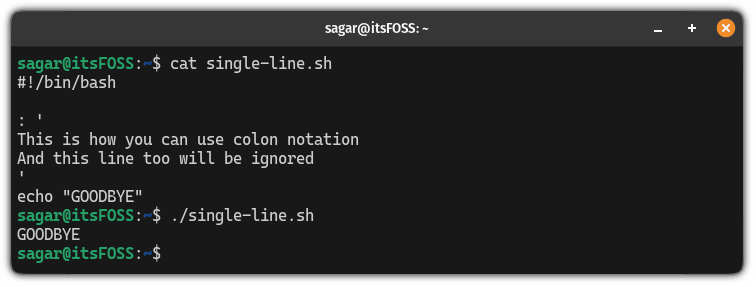 sagar@itsFOSS: ~
sagar@itsFOSS:~$ cat single-line.sh
#!/bin/bash

: '
This is how you can use colon notation
And this line too will be ignored
'
echo "GOODBYE"
sagar@itsFOSS:~$ ./single-line.sh
GOODBYE
sagar@itsFOSS:~$